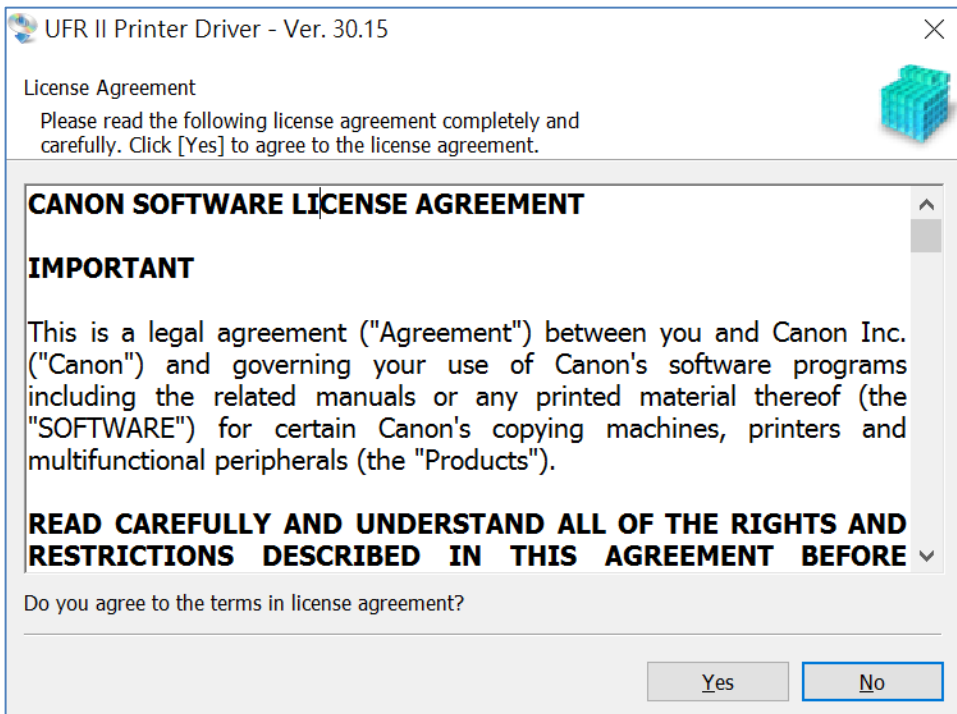 UFR II Printer Driver - Ver. 30.15
License Agreement
Please read the following license agreement completely and
carefully. Click [Yes] to agree to the license agreement.
CANON SOFTWARE LICENSE AGREEMENT
IMPORTANT
This is a legal agreement ("Agreement") between you and Canon Inc.
("Canon") and governing your use of Canon's software programs
including the related manuals or any printed material thereof (the
"SOFTWARE") for certain Canon's copying machines, printers and
multifunctional peripherals (the "Products").
READ CAREFULLY AND UNDERSTAND ALL OF THE RIGHTS AND
RESTRICTIONS DESCRIBED IN THIS AGREEMENT BEFORE
Do you agree to the terms in license agreement?
Yes
No